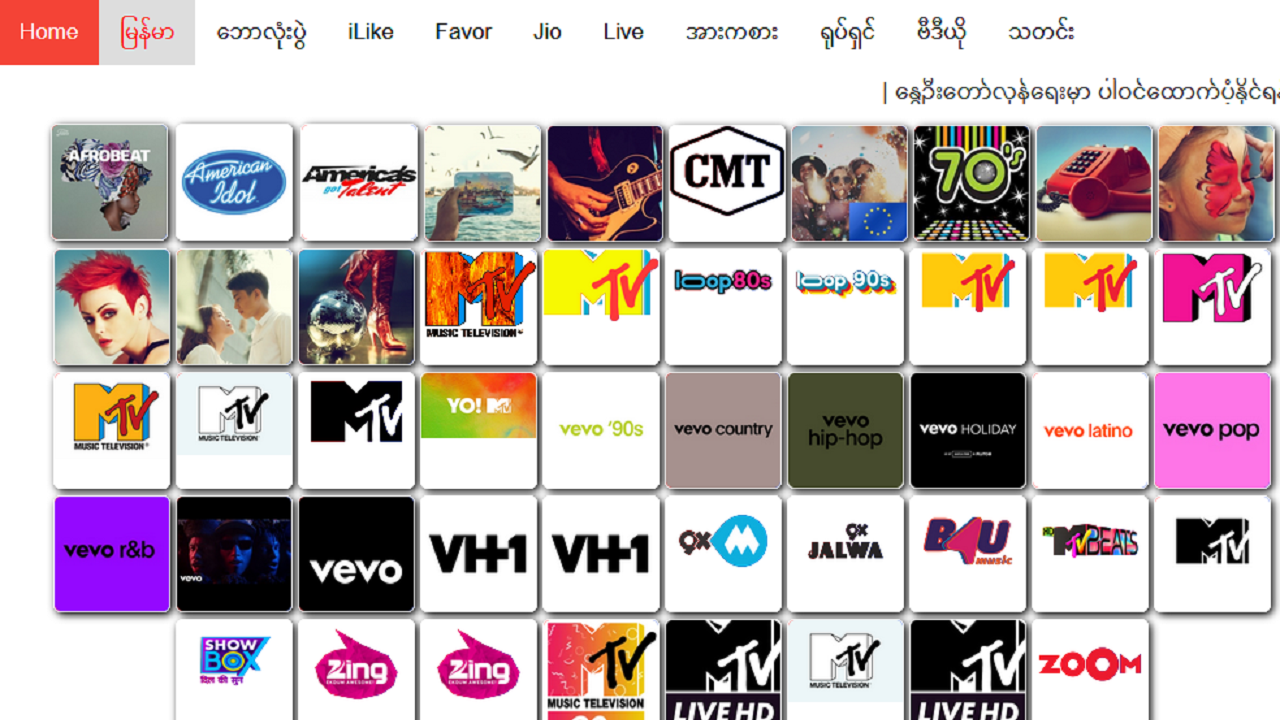 Home မြန်မာ ဘောလုံးပွဲ iLike Favor Jio Live အားကစား ရုပ်ရှင် ဗီဒီယို သတင်း
| နွေဦးတော်လှန်ရေးမှာ ပါဝင်ထောက်ပံ့နိုင်ရန်
AFROBEAT American Idol. America's got Talent CMT 70's
MTV MUSIC TELEVISION MTV loop80s loop 90s MTV MTV MTV
MTV MUSIC TELEVISION MTV MUSIC TELEVISION MTV YO! MTV vevo '90s vevo country vevo hip-hop vevo HOLIDAY vevo latino vevo pop
vevo r&b vevo vevo VH1 VH1 9x M 9x JALWA B4U music HD MTV BEATS MTV
SHOW BOX दिल की सुन Zing Zing MTV MUSIC TELEVISION MTV LIVE HD MTV MUSIC TELEVISION MTV LIVE HD ZOOM